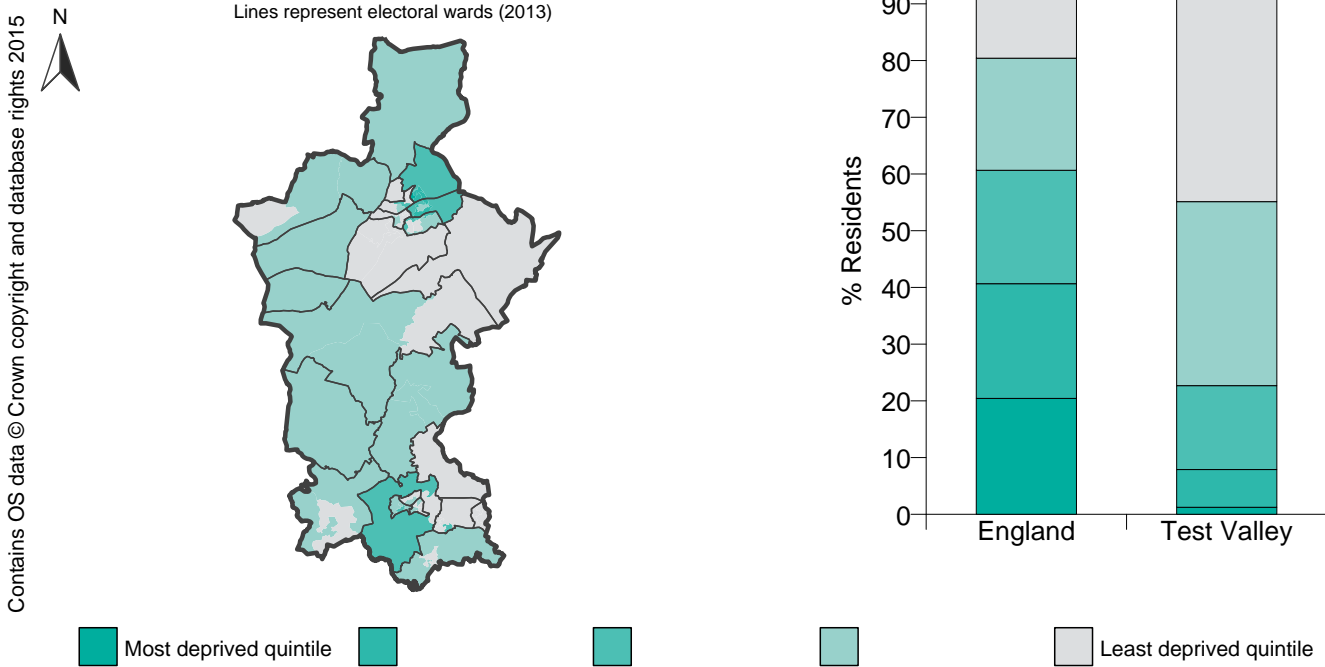 Contains OS data © Crown copyright and database rights 2015
N
Lines represent electoral wards (2013)
% Residents
90
80
70
60
50
40
30
20
10
0
England
Test Valley
Most deprived quintile
Least deprived quintile